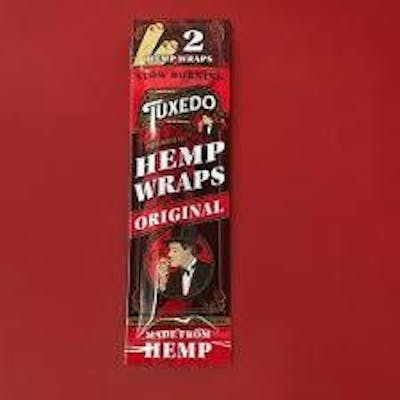 2
HEMP WRAPS
SLOW BURNING
TUXEDO
HEMP
WRAPS
ORIGINAL
MADE FROM
HEMP